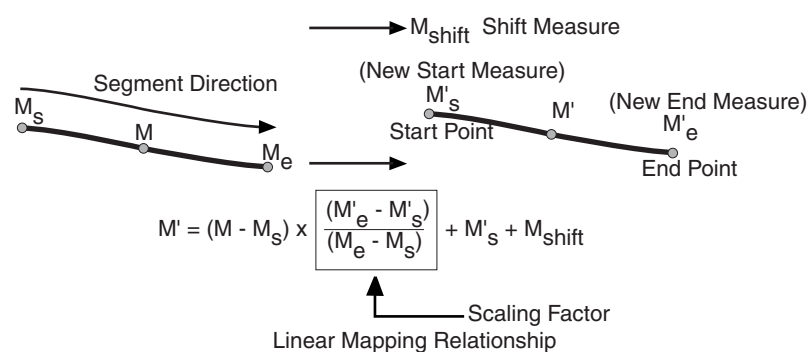 M_shift Shift Measure
Segment Direction
(New Start Measure)
(New End Measure)
M_s
M
M_e
M'_s
M'
M'_e
Start Point
End Point
M' = (M - M_s) x (M'_e - M'_s) / (M_e - M_s) + M'_s + M_shift
Scaling Factor
Linear Mapping Relationship